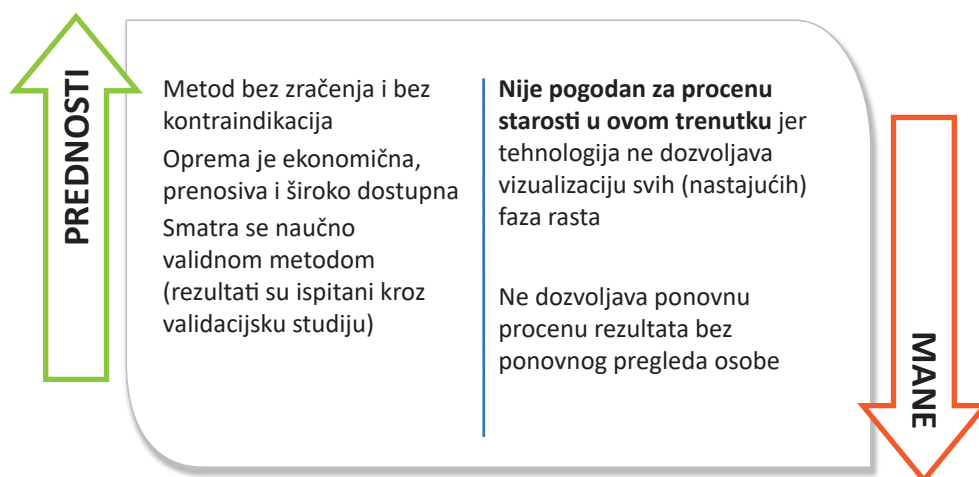 PREDNOSTI
Metod bez zračenja i bez
kontraindikacija
Oprema je ekonomična,
prenosiva i široko dostupna
Smatra se naučno
validnom metodom
(rezultati su ispitani kroz
validacijsku studiju)
Nije pogodan za procenu
starosti u ovom trenutku jer
tehnologija ne dozvoljava
vizualizaciju svih (nastajućih)
faza rasta
Ne dozvoljava ponovnu
procenu rezultata bez
ponovnog pregleda osobe
MANE